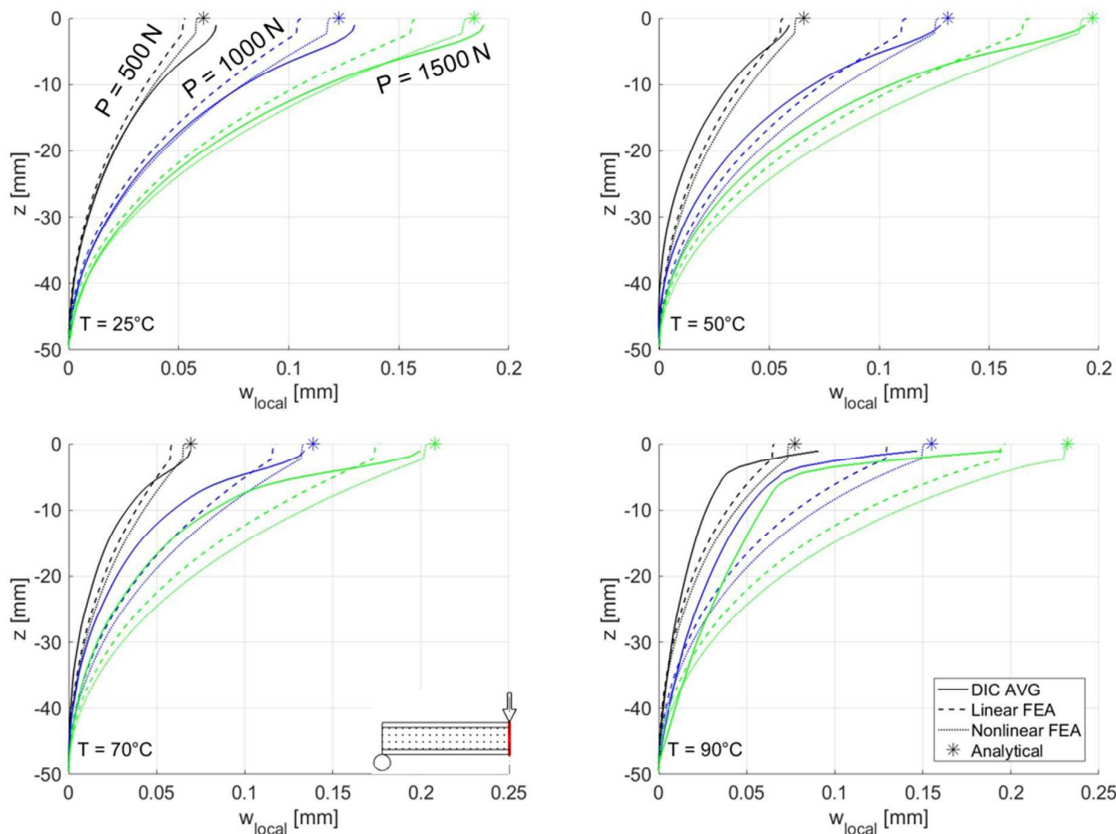 0
-10
-20
-30
-40
-50
z [mm]
P = 500 N
P = 1000 N
P = 1500 N
T = 25°C
0 0.05 0.1 0.15 0.2
w_local [mm]
0
-10
-20
-30
-40
-50
z [mm]
T = 50°C
0 0.05 0.1 0.15 0.2
w_local [mm]
0
-10
-20
-30
-40
-50
z [mm]
T = 70°C
0 0.05 0.1 0.15 0.2 0.25
w_local [mm]
0
-10
-20
-30
-40
-50
z [mm]
T = 90°C
DIC AVG
Linear FEA
Nonlinear FEA
Analytical
0 0.05 0.1 0.15 0.2 0.25
w_local [mm]